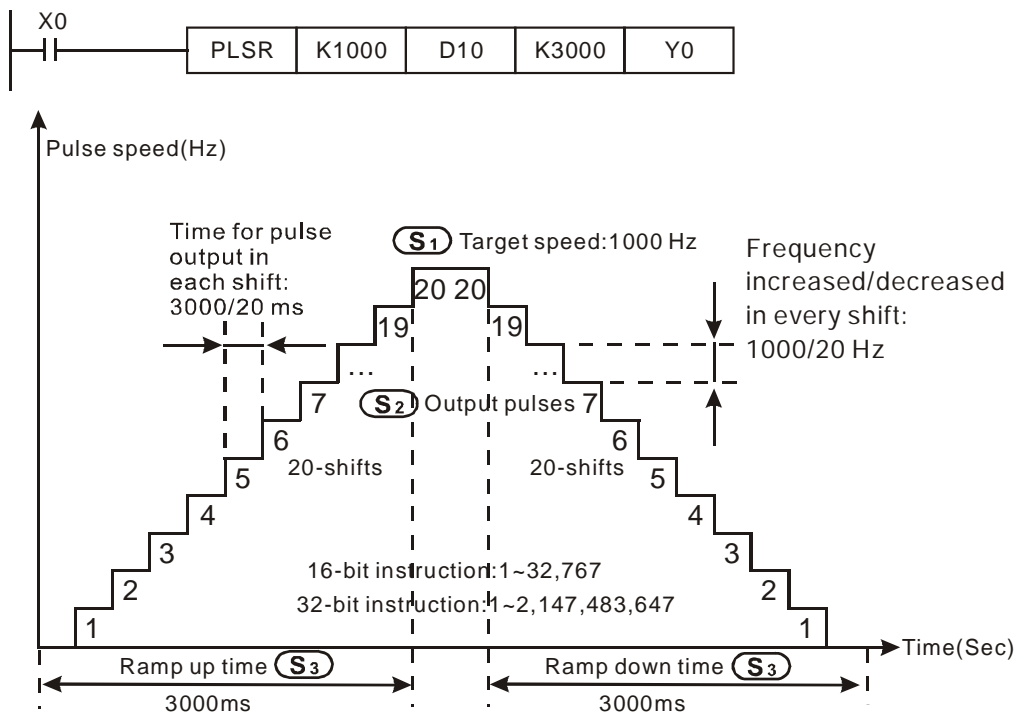 X0
PLSR K1000 D10 K3000 Y0
Pulse speed(Hz)
Time for pulse
output in
each shift:
3000/20 ms
S1 Target speed:1000 Hz
Frequency
increased/decreased
in every shift:
1000/20 Hz
20 20
19 19
... ...
7 S2 Output pulses 7
6 6
20-shifts 20-shifts
5 5
4 4
3 3
16-bit instruction:1~32,767
2 2
32-bit instruction:1~2,147,483,647
1 1
Time(Sec)
Ramp up time S3 Ramp down time S3
3000ms 3000ms